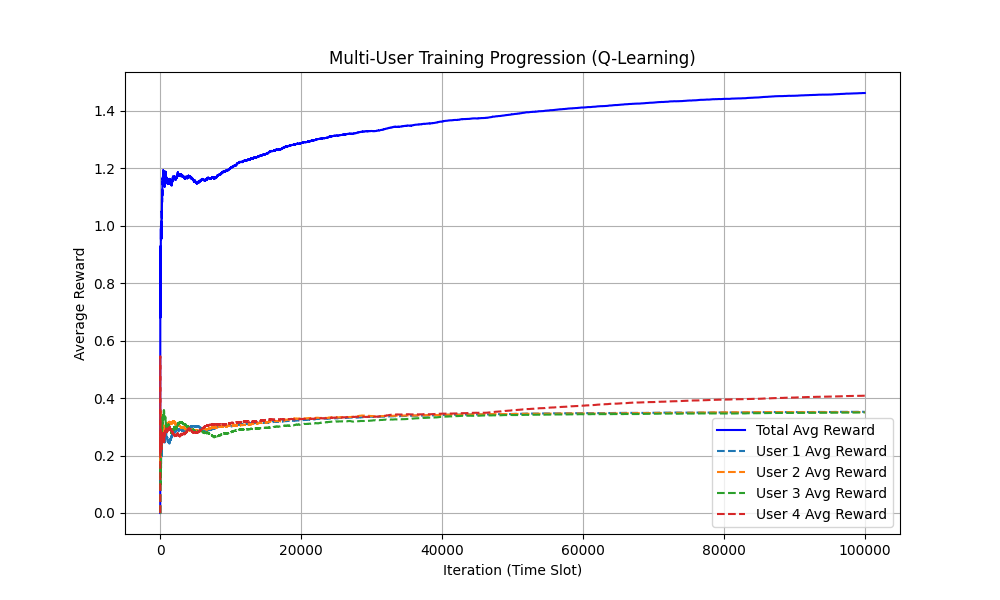 Multi-User Training Progression (Q-Learning)
Average Reward
1.4
1.2
1.0
0.8
0.6
0.4
0.2
0.0
Total Avg Reward
User 1 Avg Reward
User 2 Avg Reward
User 3 Avg Reward
User 4 Avg Reward
0 20000 40000 60000 80000 100000
Iteration (Time Slot)